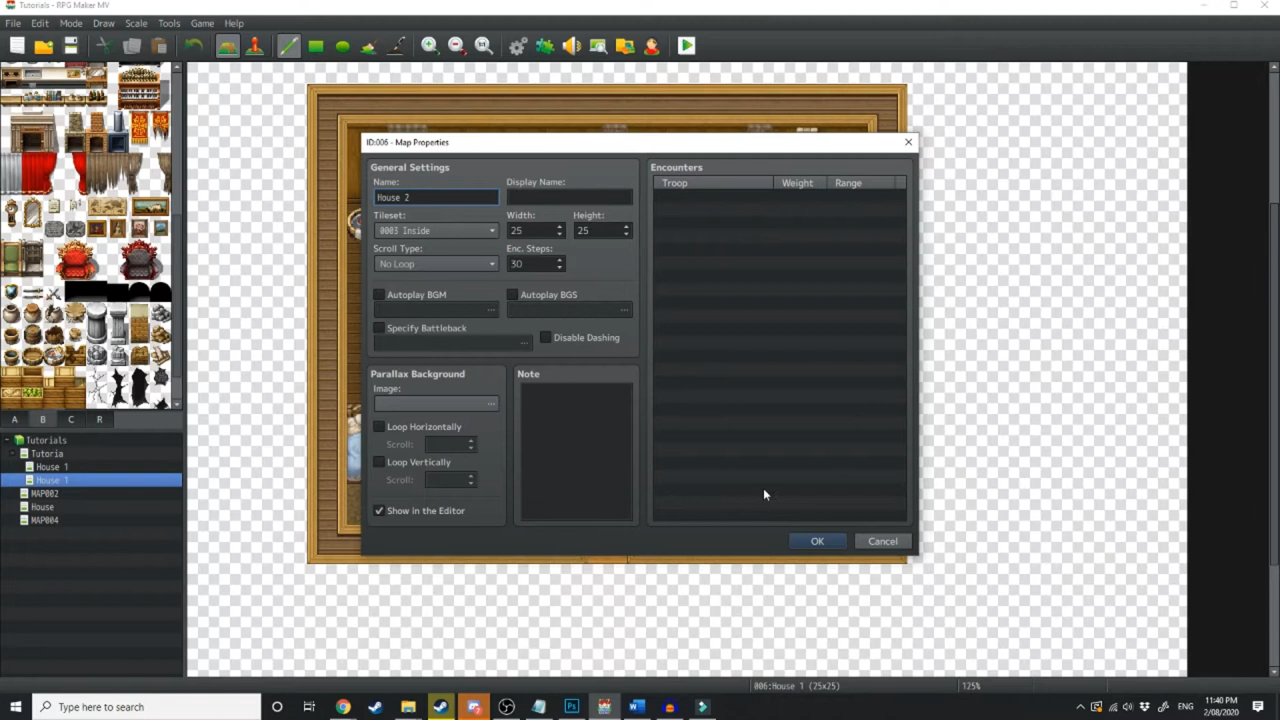 Tutorials - RPG Maker MV
File Edit Mode Draw Scale Tools Game Help
ID:006 - Map Properties
General Settings
Name:
Display Name:
House 2
Tileset:
Width:
Height:
0003 Inside
25
25
Scroll Type:
Enc. Steps:
No Loop
30
Autoplay BGM
Autoplay BGS
...
...
Specify Battleback
...
Disable Dashing
Parallax Background
Image:
...
Loop Horizontally
Scroll:
Loop Vertically
Scroll:
Show in the Editor
Note
Encounters
Troop Weight Range
OK
Cancel
A B C R
Tutorials
Tutoria
House 1
House 1
MAP002
House
MAP004
006:House 1 (25x25)
125%
Type here to search
ENG
11:40 PM
2/08/2020